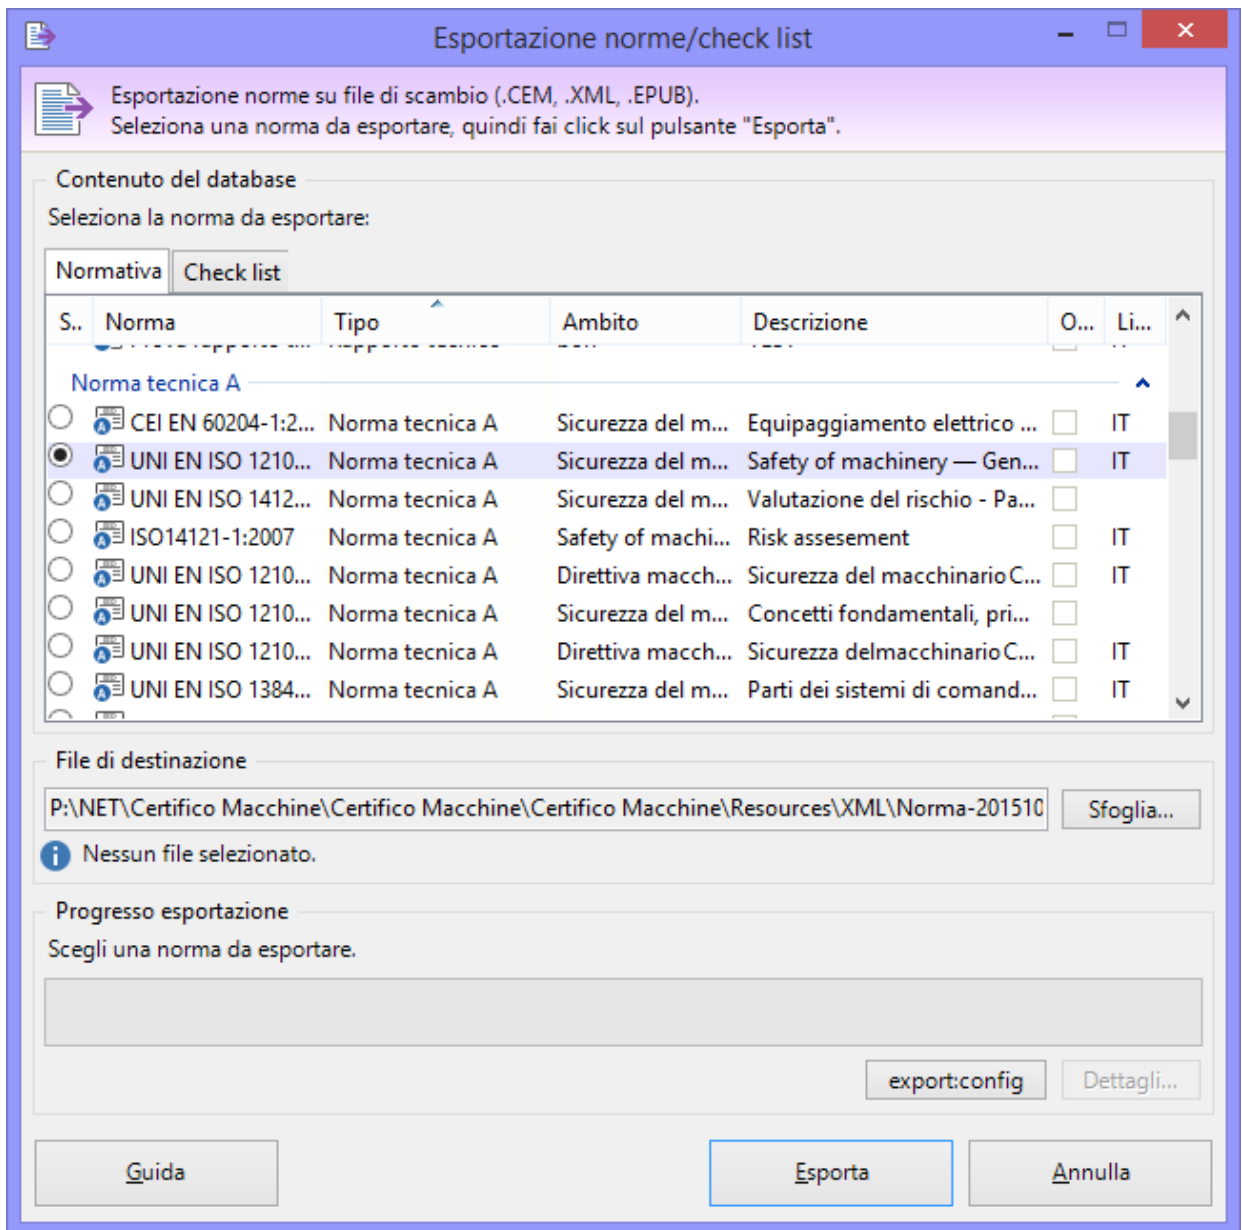 Esportazione norme/check list
Esportazione norme su file di scambio (.CEM, .XML, .EPUB).
Seleziona una norma da esportare, quindi fai click sul pulsante "Esporta".
Contenuto del database
Seleziona la norma da esportare:
Normativa Check list
S.. Norma Tipo Ambito Descrizione O... Li...
Norma tecnica A
CEI EN 60204-1:2... Norma tecnica A Sicurezza del m... Equipaggiamento elettrico ... IT
UNI EN ISO 1210... Norma tecnica A Sicurezza del m... Safety of machinery — Gen... IT
UNI EN ISO 1412... Norma tecnica A Sicurezza del m... Valutazione del rischio - Pa...
ISO14121-1:2007 Norma tecnica A Safety of machi... Risk assesement IT
UNI EN ISO 1210... Norma tecnica A Direttiva macch... Sicurezza del macchinario C... IT
UNI EN ISO 1210... Norma tecnica A Sicurezza del m... Concetti fondamentali, pri...
UNI EN ISO 1210... Norma tecnica A Direttiva macch... Sicurezza delmacchinario C... IT
UNI EN ISO 1384... Norma tecnica A Sicurezza del m... Parti dei sistemi di comand... IT
File di destinazione
P:\NET\Certifico Macchine\Certifico Macchine\Certifico Macchine\Resources\XML\Norma-201510 Sfoglia...
Nessun file selezionato.
Progresso esportazione
Scegli una norma da esportare.
export:config Dettagli...
Guida Esporta Annulla